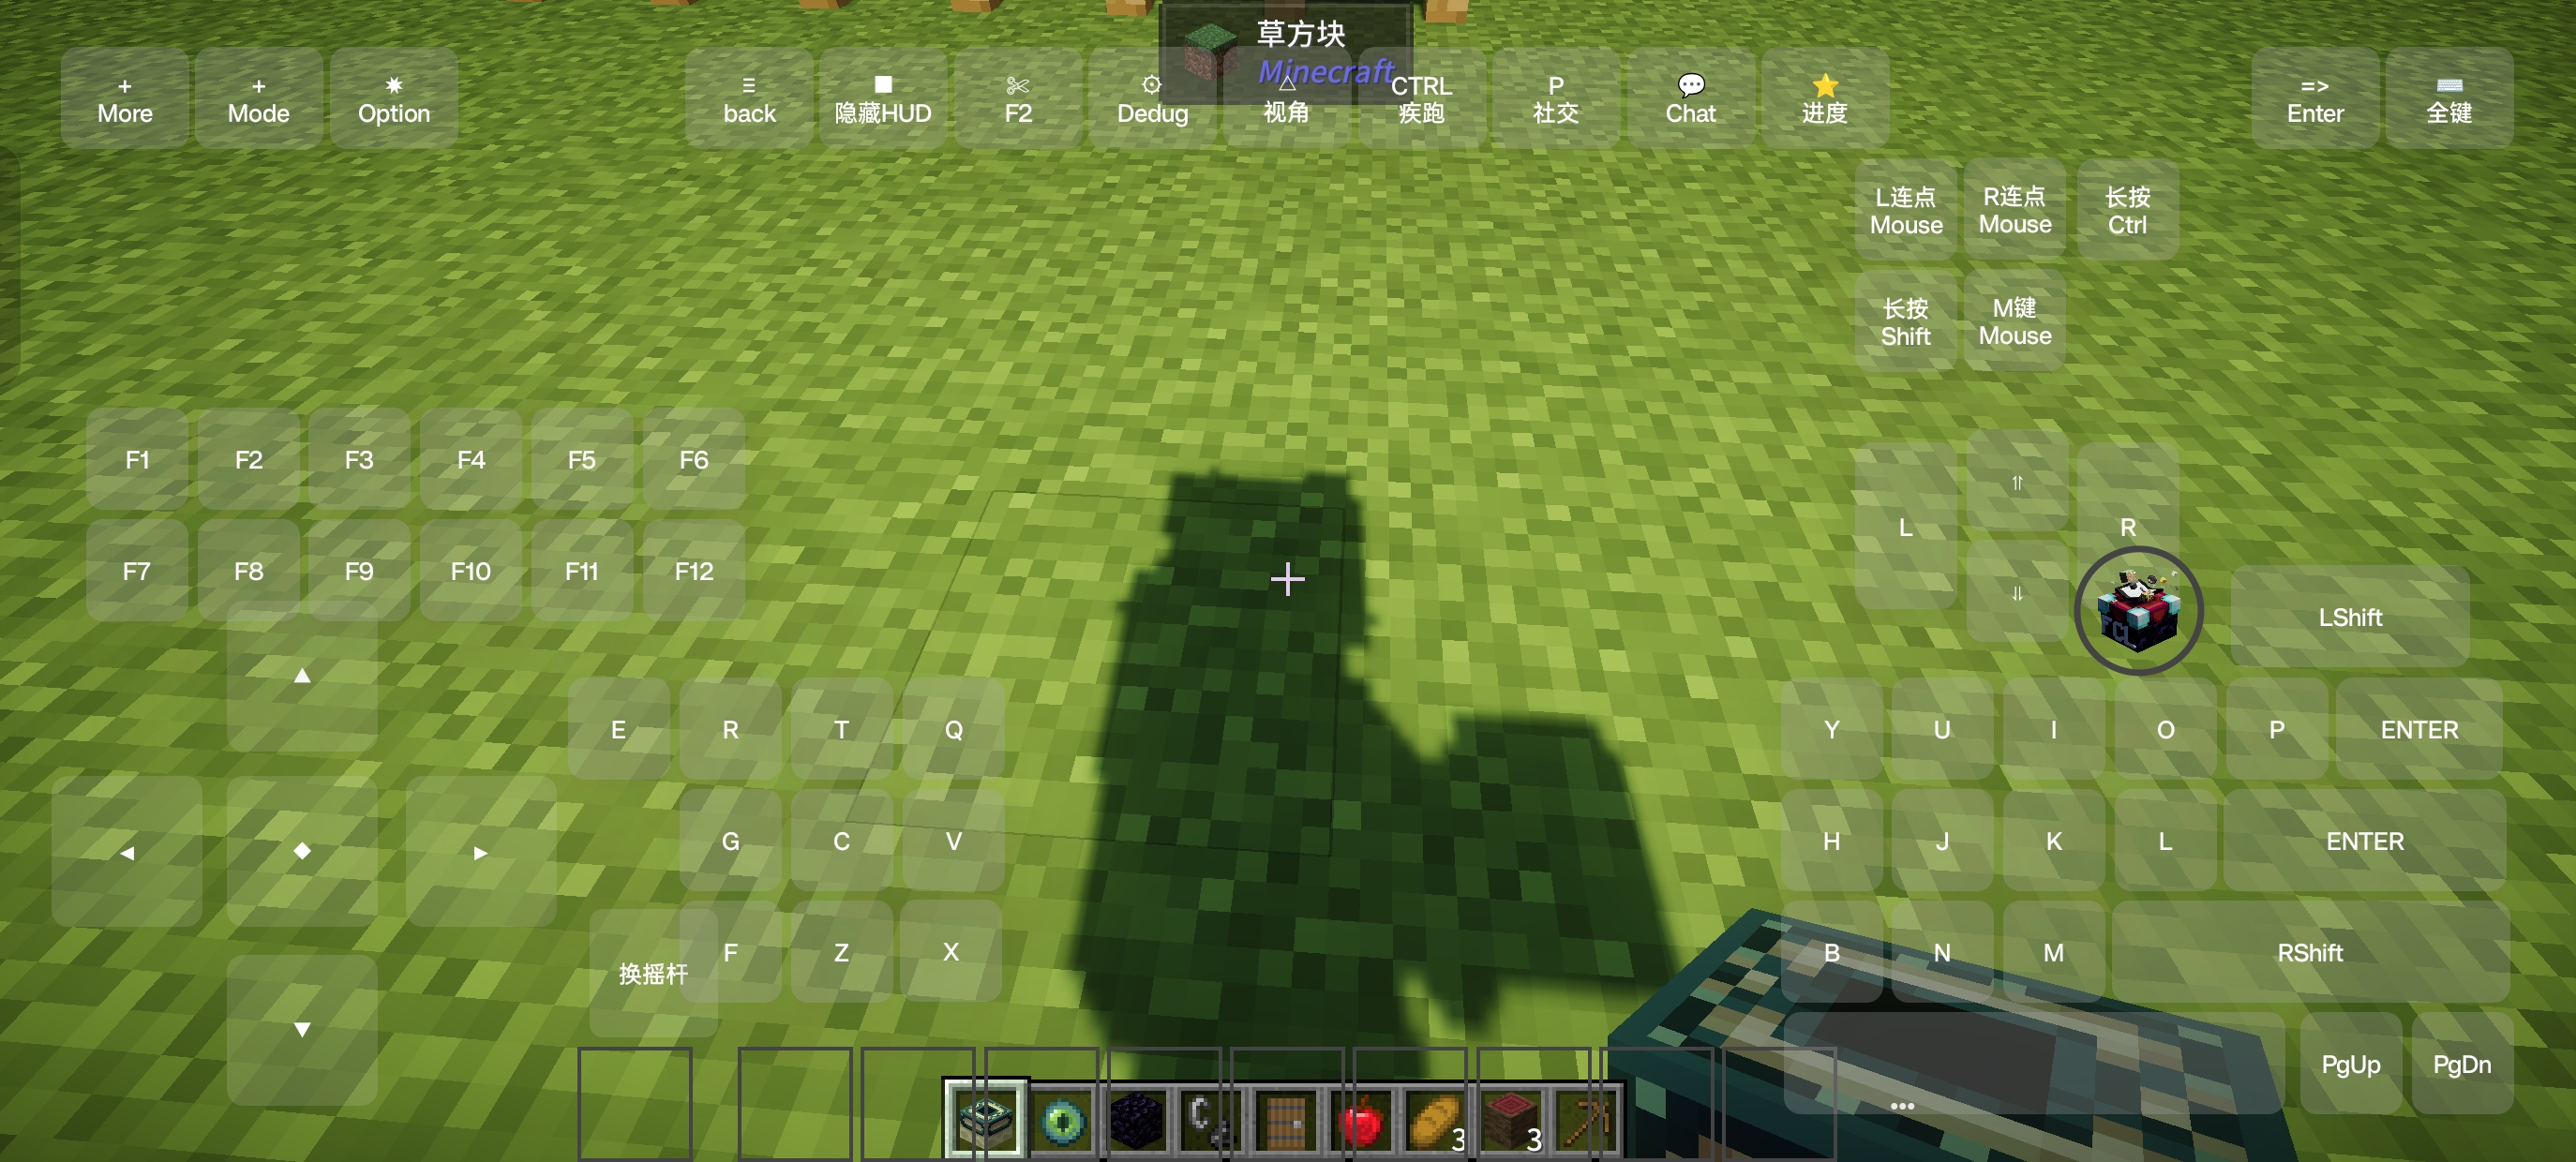 草方块
Minecraft
+
More
+
Mode
Option
back
隐藏HUD
F2
Dedug
视角
CTRL
疾跑
P
社交
Chat
进度
=>
Enter
全键
L连点
Mouse
R连点
Mouse
长按
Ctrl
长按
Shift
M键
Mouse
F1
F2
F3
F4
F5
F6
L
R
F7
F8
F9
F10
F11
F12
FCL
LShift
E
R
T
Q
Y
U
I
O
P
ENTER
G
C
V
H
J
K
L
ENTER
换摇杆
F
Z
X
B
N
M
RShift
PgUp
PgDn
•••
3
3